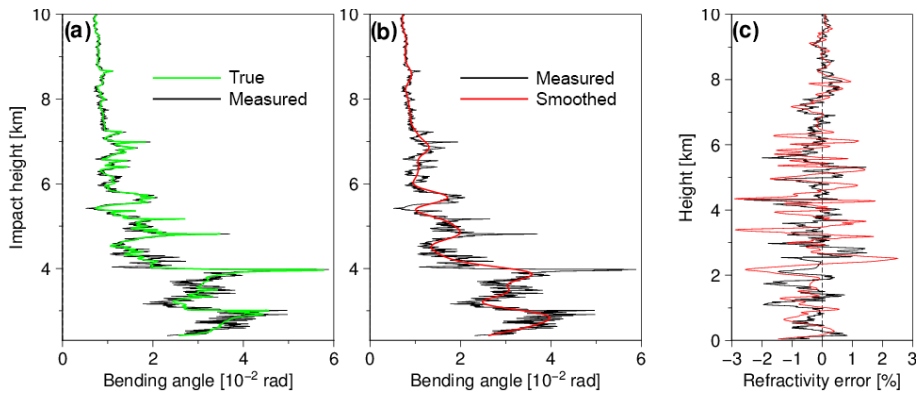 (a)
True
Measured
10
8
6
4
0
2
4
6
Impact height [km]
Bending angle [10⁻² rad]
(b)
Measured
Smoothed
10
8
6
4
0
2
4
6
Bending angle [10⁻² rad]
(c)
10
8
6
4
2
0
−3
−2
−1
0
1
2
3
Height [km]
Refractivity error [%]